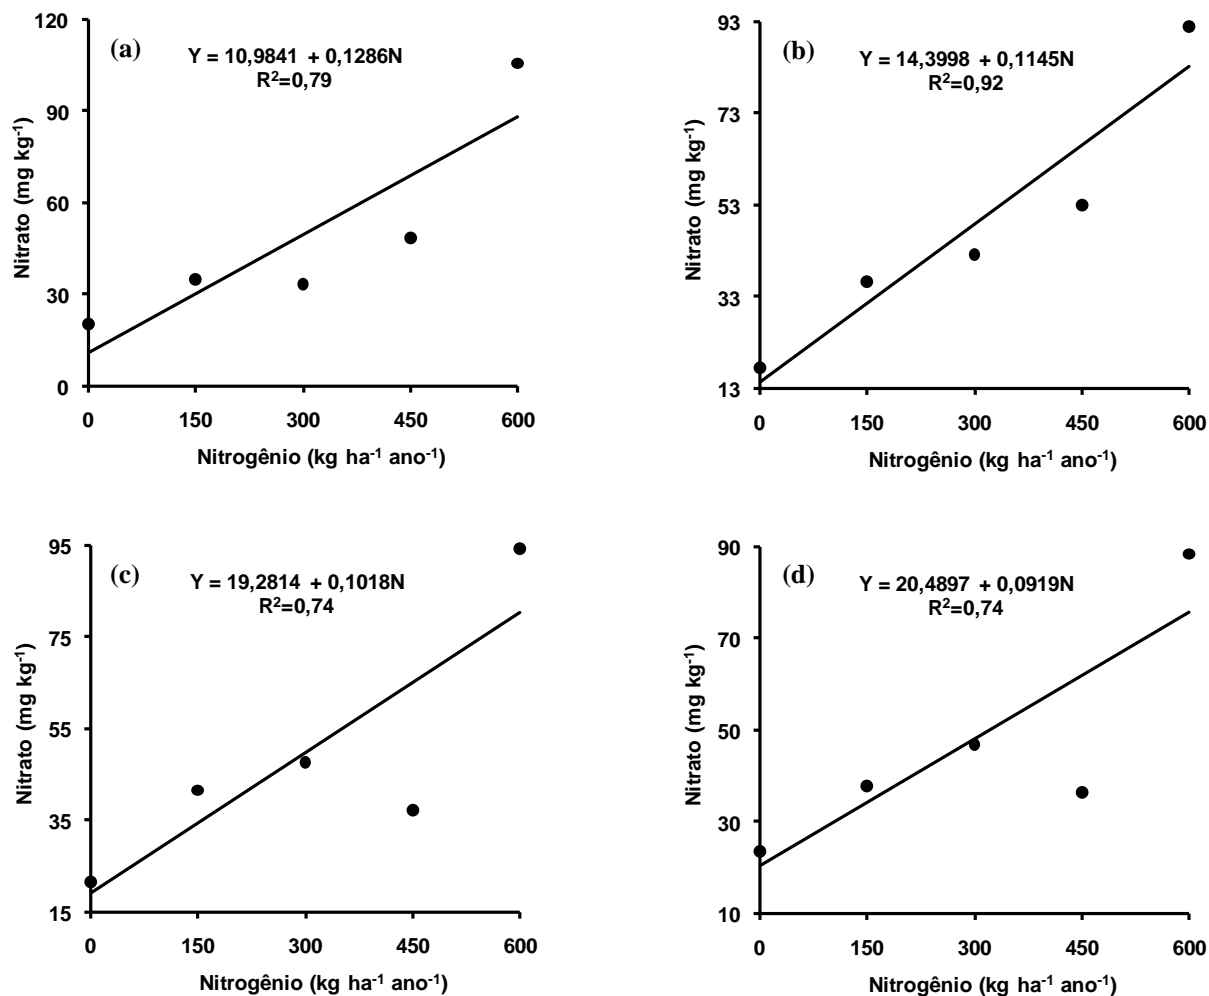 (a)
Y = 10,9841 + 0,1286N
R²=0,79
Nitrato (mg kg⁻¹)
120
90
60
30
0
0 150 300 450 600
Nitrogênio (kg ha⁻¹ ano⁻¹)
(b)
Y = 14,3998 + 0,1145N
R²=0,92
Nitrato (mg kg⁻¹)
93
73
53
33
13
0 150 300 450 600
Nitrogênio (kg ha⁻¹ ano⁻¹)
(c)
Y = 19,2814 + 0,1018N
R²=0,74
Nitrato (mg kg⁻¹)
95
75
55
35
15
0 150 300 450 600
Nitrogênio (kg ha⁻¹ ano⁻¹)
(d)
Y = 20,4897 + 0,0919N
R²=0,74
Nitrato (mg kg⁻¹)
90
70
50
30
10
0 150 300 450 600
Nitrogênio (kg ha⁻¹ ano⁻¹)